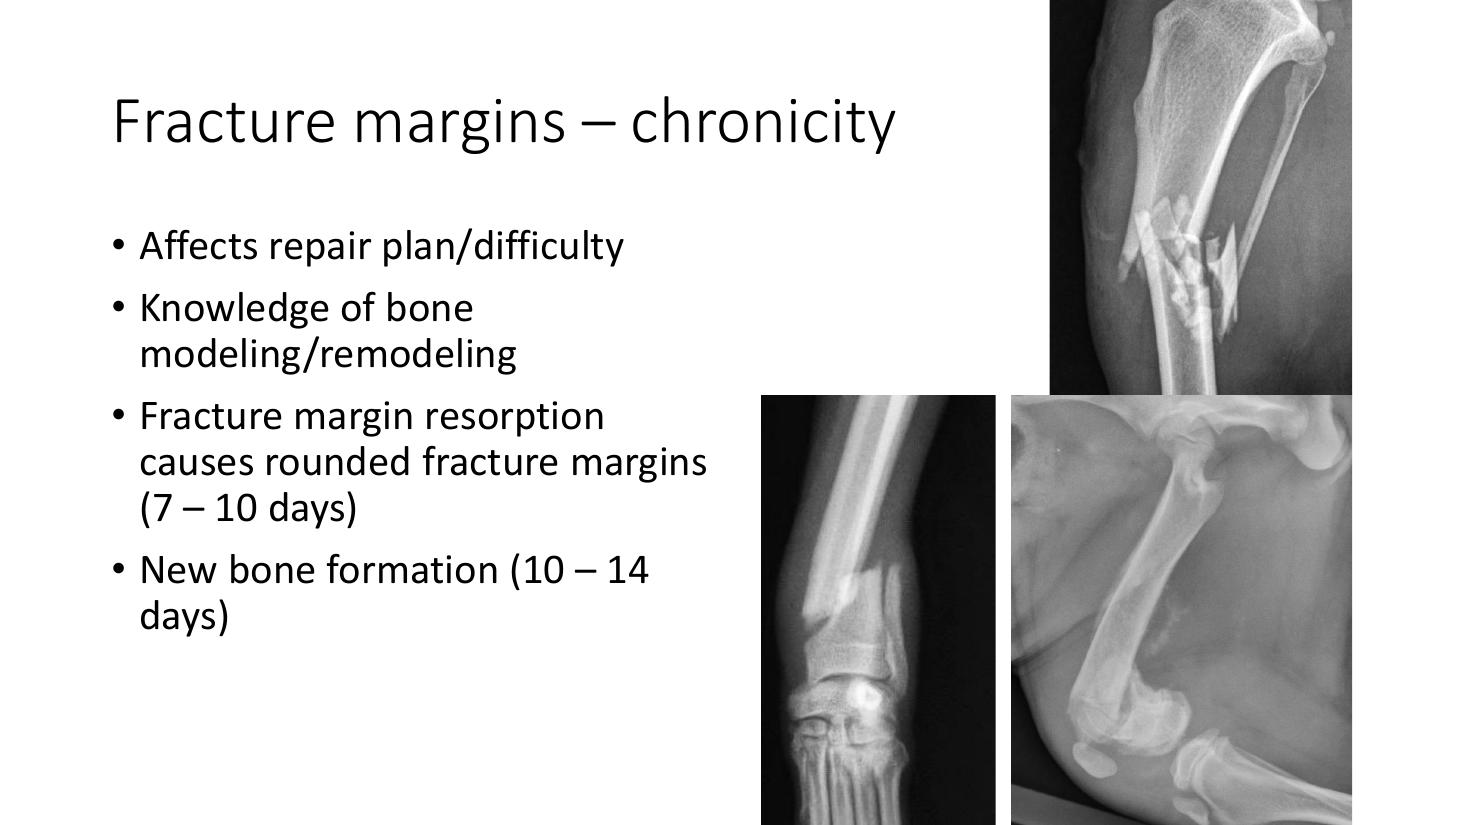 Fracture margins – chronicity
• Affects repair plan/difficulty
• Knowledge of bone
modeling/remodeling
• Fracture margin resorption
causes rounded fracture margins
(7 – 10 days)
• New bone formation (10 – 14
days)